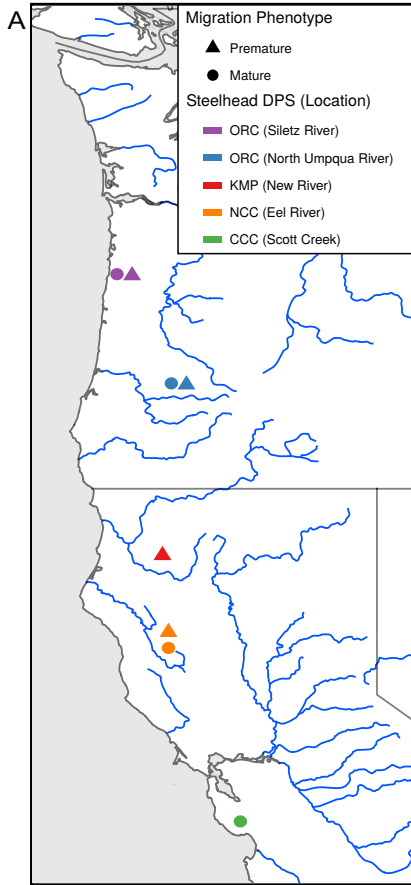 A
Migration Phenotype
Premature
Mature
Steelhead DPS (Location)
ORC (Siletz River)
ORC (North Umpqua River)
KMP (New River)
NCC (Eel River)
CCC (Scott Creek)